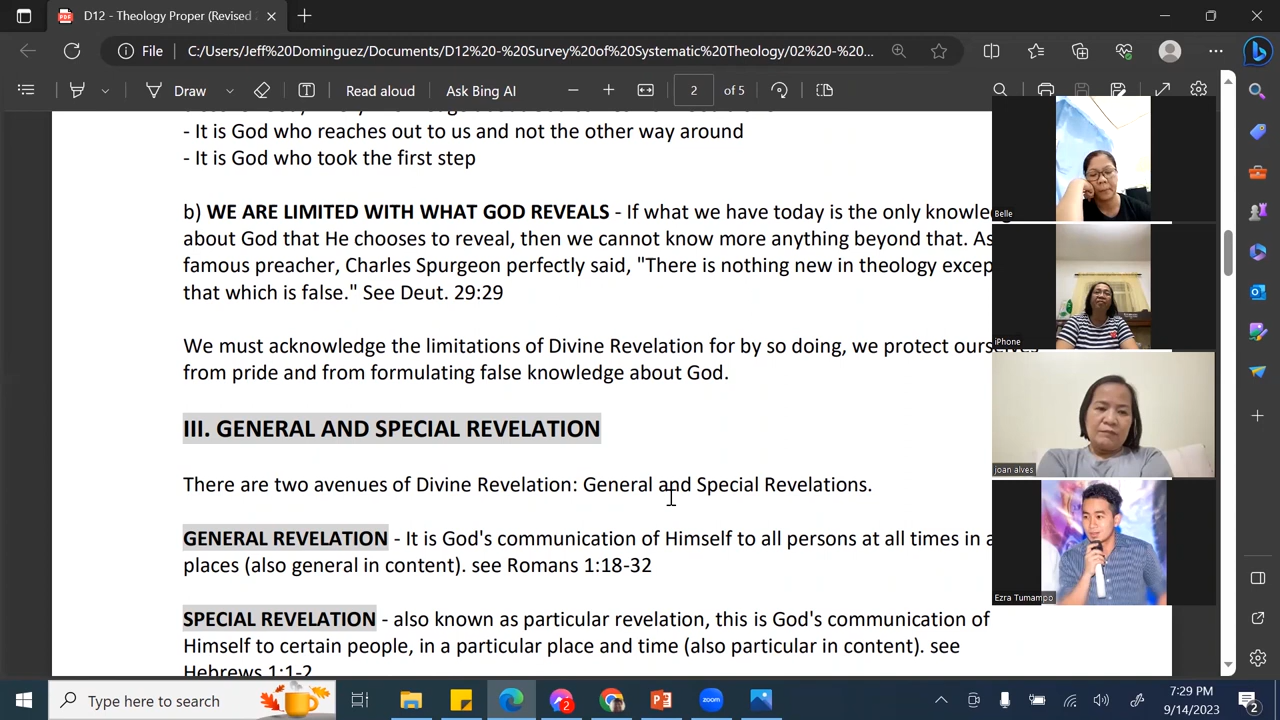 D12 - Theology Proper (Revised
File
C:/Users/Jeff%20Dominguez/Documents/D12%20-%20Survey%20of%20Systematic%20Theology/02%20-%20...
Draw
Read aloud
Ask Bing AI
2
of 5
- It is God who reaches out to us and not the other way around
- It is God who took the first step
b) WE ARE LIMITED WITH WHAT GOD REVEALS - If what we have today is the only
about God that He chooses to reveal, then we cannot know more anything beyond that. As
famous preacher, Charles Spurgeon perfectly said, "There is nothing new in theology
that which is false." See Deut. 29:29
We must acknowledge the limitations of Divine Revelation for by so doing, we protect ourselves
from pride and from formulating false knowledge about God.
III. GENERAL AND SPECIAL REVELATION
There are two avenues of Divine Revelation: General and Special Revelations.
GENERAL REVELATION - It is God's communication of Himself to all persons at all times in
places (also general in content). see Romans 1:18-32
SPECIAL REVELATION - also known as particular revelation, this is God's communication of
Himself to certain people, in a particular place and time (also particular in content). see
Hebrews 1:1-2
Belle
iPhone
joan alves
Ezra Tumampo
Type here to search
2
zoom
7:29 PM
9/14/2023
2